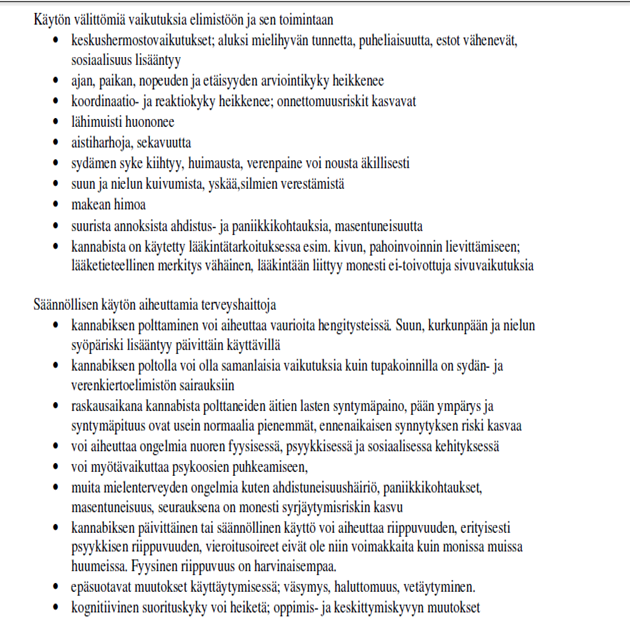 Käytön välittömiä vaikutuksia elimistöön ja sen toimintaan
• keskushermostovaikutukset; aluksi mielihyvän tunnetta, puheliaisuutta, estot vähenevät,
sosiaalisuus lisääntyy
• ajan, paikan, nopeuden ja etäisyyden arviointikyky heikkenee
• koordinaatio- ja reaktiokyky heikkenee; onnettomuusriskit kasvavat
• lähimuisti huononee
• aistiharhoja, sekavuutta
• sydämen syke kiihtyy, huimausta, verenpaine voi nousta äkillisesti
• suun ja nielun kuivumista, yskää,silmien verestämistä
• makean himoa
• suurista annoksista ahdistus- ja paniikkikohtauksia, masentuneisuutta
• kannabista on käytetty lääkintätarkoituksessa esim. kivun, pahoinvoinnin lievittämiseen;
lääketieteellinen merkitys vähäinen, lääkintään liittyy monesti ei-toivottuja sivuvaikutuksia
Säännöllisen käytön aiheuttamia terveyshaittoja
• kannabiksen polttaminen voi aiheuttaa vaurioita hengitysteissä. Suun, kurkunpään ja nielun
syöpäriski lisääntyy päivittäin käyttävillä
• kannabiksen poltolla voi olla samanlaisia vaikutuksia kuin tupakoinnilla on sydän- ja
verenkiertoelimistön sairauksiin
• raskausaikana kannabista polttaneiden äitien lasten syntymäpaino, pään ympärys ja
syntymäpituus ovat usein normaalia pienemmät, ennenaikaisen synnytyksen riski kasvaa
• voi aiheuttaa ongelmia nuoren fyysisessä, psyykkisessä ja sosiaalisessa kehityksessä
• voi myötävaikuttaa psykoosien puhkeamiseen,
• muita mielenterveyden ongelmia kuten ahdistuneisuushäiriö, paniikkikohtaukset,
masentuneisuus, seurauksena on monesti syrjäytymisriskin kasvu
• kannabiksen päivittäinen tai säännöllinen käyttö voi aiheuttaa riippuvuuden, erityisesti
psyykkisen riippuvuuden, vieroitusoireet eivät ole niin voimakkaita kuin monissa muissa
huumeissa. Fyysinen riippuvuus on harvinaisempaa.
• epäsuotavat muutokset käyttäytymisessä; väsymys, haluttomuus, vetäytyminen.
• kognitiivinen suorituskyky voi heiketä; oppimis- ja keskittymiskyvyn muutokset